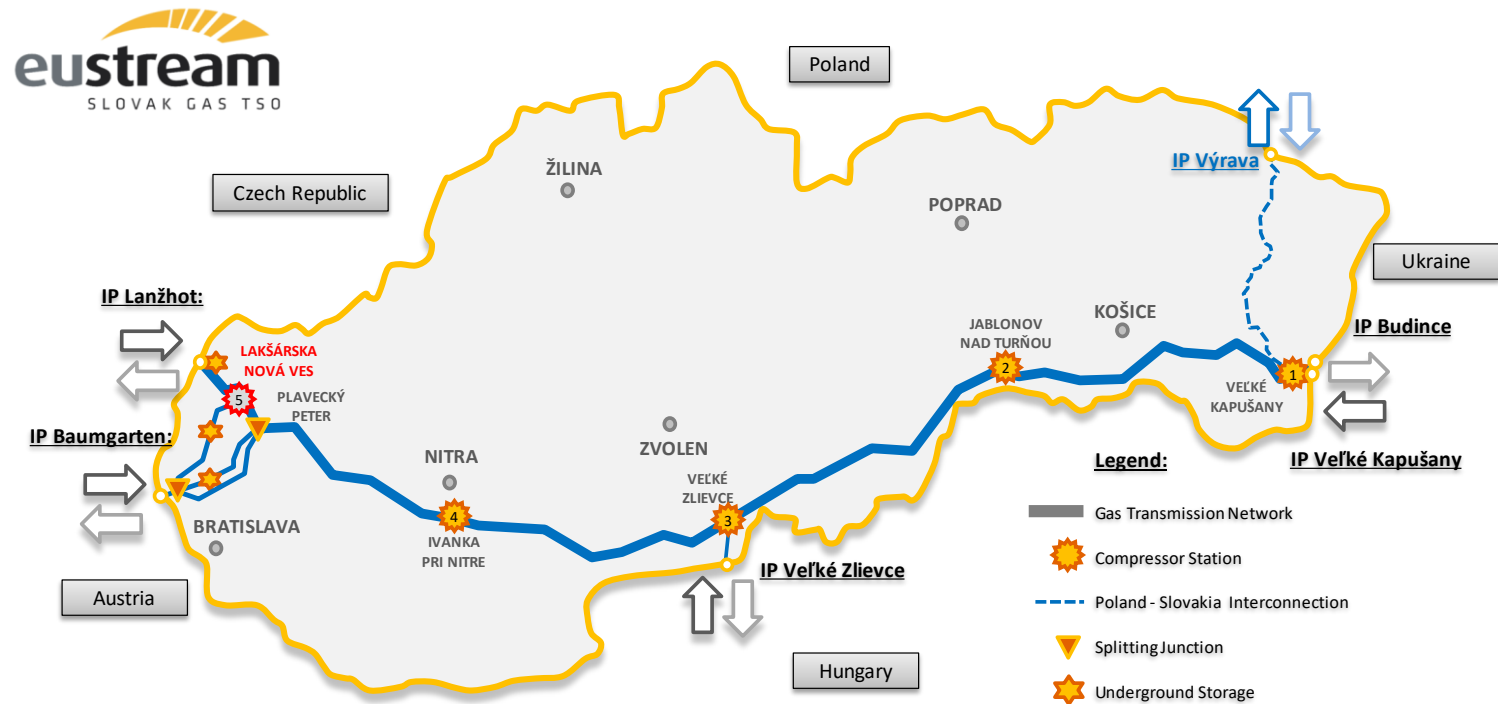 eustream
SLOVAK GAS TSO
Poland
IP Výrava
ŽILINA
Czech Republic
POPRAD
Ukraine
IP Lanžhot:
KOŠICE
IP Budince
JABLONOV
NAD TURŇOU
LAKŠÁRSKA
NOVÁ VES
2
1
VEĽKÉ
KAPUŠANY
PLAVECKÝ
PETER
5
IP Baumgarten:
ZVOLEN
NITRA
Legend:
IP Veľké Kapušany
VEĽKÉ
ZLIEVCE
3
4
Gas Transmission Network
BRATISLAVA
IVANKA
PRI NITRE
Compressor Station
IP Veľké Zlievce
Austria
Poland - Slovakia Interconnection
Splitting Junction
Hungary
Underground Storage